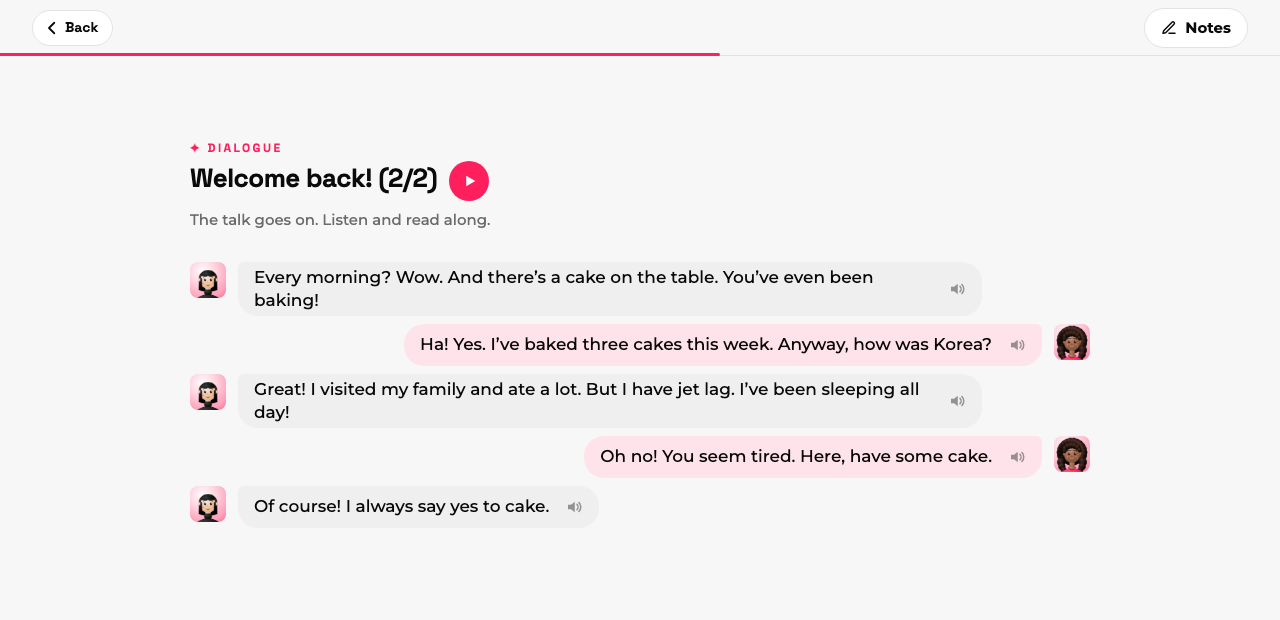 Back
Notes
DIALOGUE
Welcome back! (2/2)
The talk goes on. Listen and read along.
Every morning? Wow. And there’s a cake on the table. You’ve even been
baking!
Ha! Yes. I’ve baked three cakes this week. Anyway, how was Korea?
Great! I visited my family and ate a lot. But I have jet lag. I’ve been sleeping all
day!
Oh no! You seem tired. Here, have some cake.
Of course! I always say yes to cake.